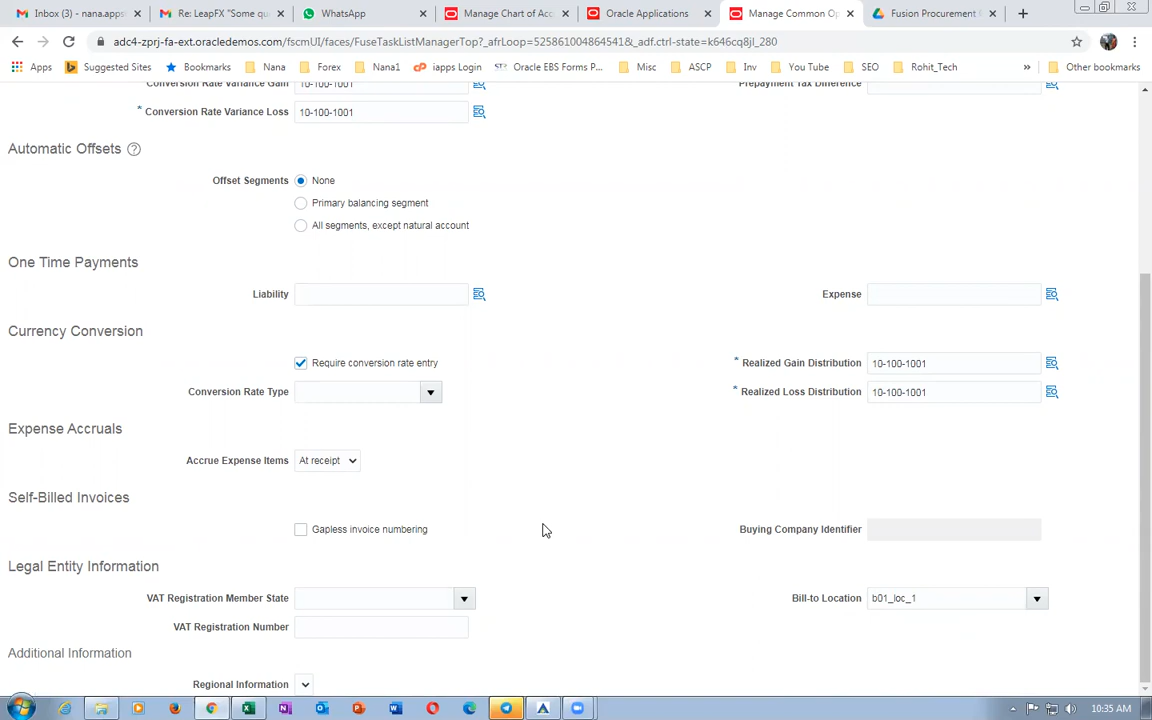 Inbox (3) - nana.apps
Re: LeapFX "Some qu
WhatsApp
Manage Chart of Acc
Oracle Applications
Manage Common Op
Fusion Procurement
adc4-zprj-fa-ext.oracledemos.com/fscmUI/faces/FuseTaskListManagerTop?_afrLoop=525861004864541&_adf.ctrl-state=k646cq8jl_280
Apps Suggested Sites Bookmarks Nana Forex Nana1 iapps Login Oracle EBS Forms P... Misc ASCP Inv You Tube SEO Rohit_Tech » Other bookmarks
Conversion Rate Variance Gain 10-100-1001 Prepayment Tax Difference
* Conversion Rate Variance Loss 10-100-1001
Automatic Offsets
Offset Segments None
Primary balancing segment
All segments, except natural account
One Time Payments
Liability Expense
Currency Conversion
Require conversion rate entry * Realized Gain Distribution 10-100-1001
Conversion Rate Type * Realized Loss Distribution 10-100-1001
Expense Accruals
Accrue Expense Items At receipt
Self-Billed Invoices
Gapless invoice numbering Buying Company Identifier
Legal Entity Information
VAT Registration Member State Bill-to Location b01_loc_1
VAT Registration Number
Additional Information
Regional Information
10:35 AM